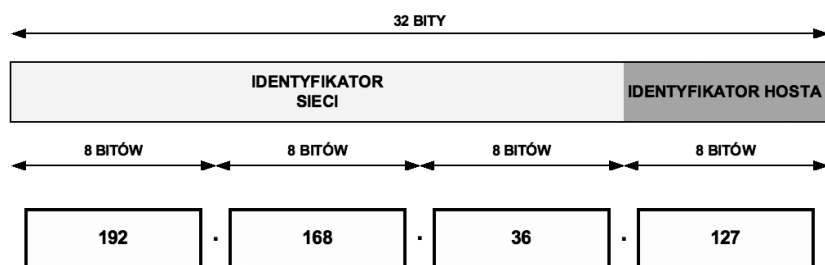 32 BITY
IDENTYFIKATOR
SIECI
IDENTYFIKATOR HOSTA
8 BITÓW 8 BITÓW 8 BITÓW 8 BITÓW
192 . 168 . 36 . 127